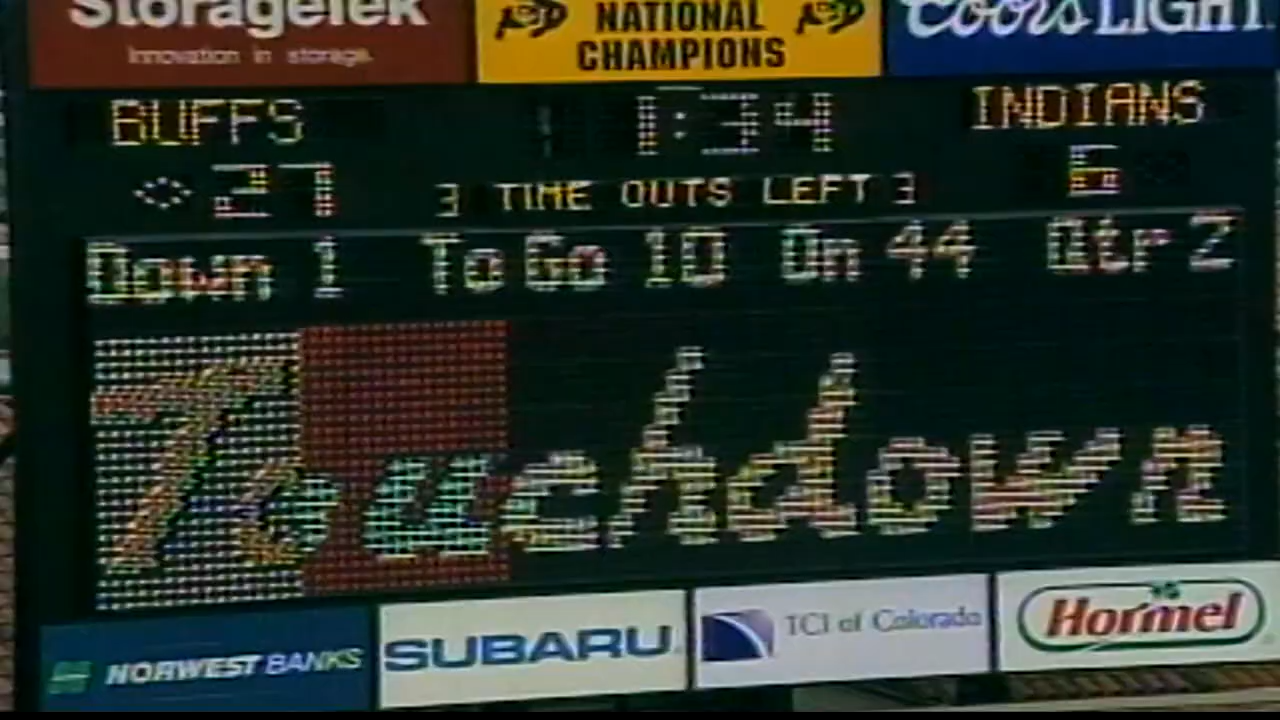 StorageTek
Innovation in storage.
NATIONAL
CHAMPIONS
Coors LIGHT
BUFFS
1:34
INDIANS
27
3 TIME OUTS LEFT 3
6
Down 1 To Go 10 On 44 Qtr 2
Touchdown
NORWEST BANKS
SUBARU
TCI of Colorado
Hormel